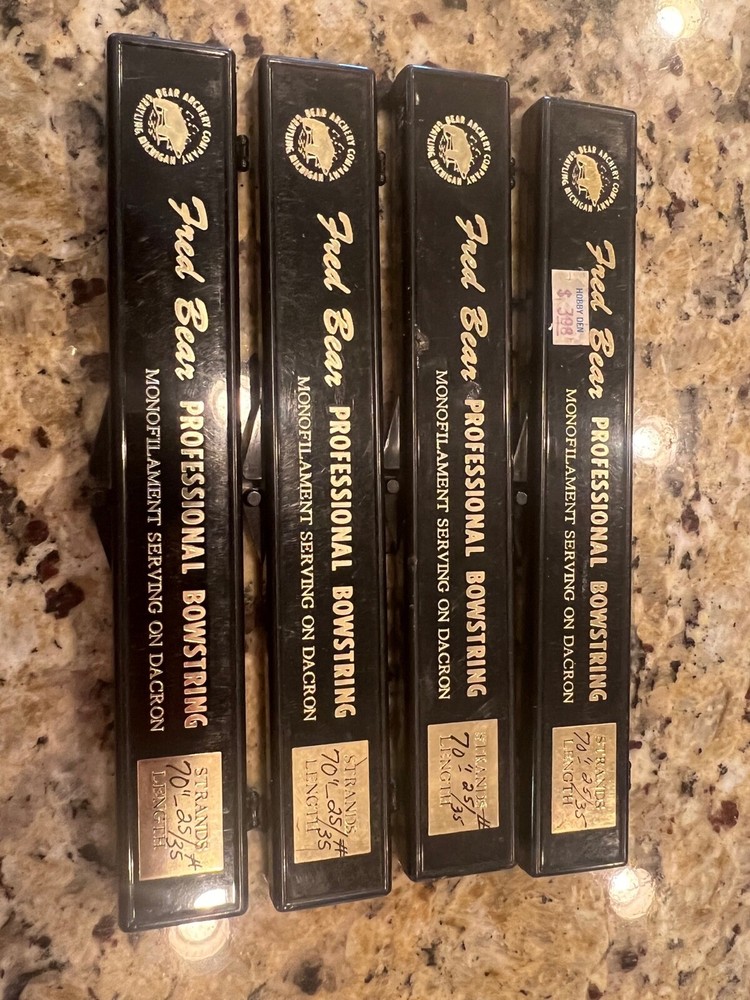 BEAR ARCHERY COMPANY
GRAYLING MICHIGAN
Fred Bear PROFESSIONAL BOWSTRING
MONOFILAMENT SERVING ON DACRON
STRANDS
70"-25/35#
LENGTH
BEAR ARCHERY COMPANY
GRAYLING MICHIGAN
Fred Bear PROFESSIONAL BOWSTRING
MONOFILAMENT SERVING ON DACRON
STRANDS
70"-25/35#
LENGTH
BEAR ARCHERY COMPANY
GRAYLING MICHIGAN
Fred Bear PROFESSIONAL BOWSTRING
MONOFILAMENT SERVING ON DACRON
STRANDS
70"-25/35#
LENGTH
BEAR ARCHERY COMPANY
GRAYLING MICHIGAN
Fred Bear PROFESSIONAL BOWSTRING
HOBBY DEN
$ 398
MONOFILAMENT SERVING ON DACRON
STRANDS
70" 25/35#
LENGTH